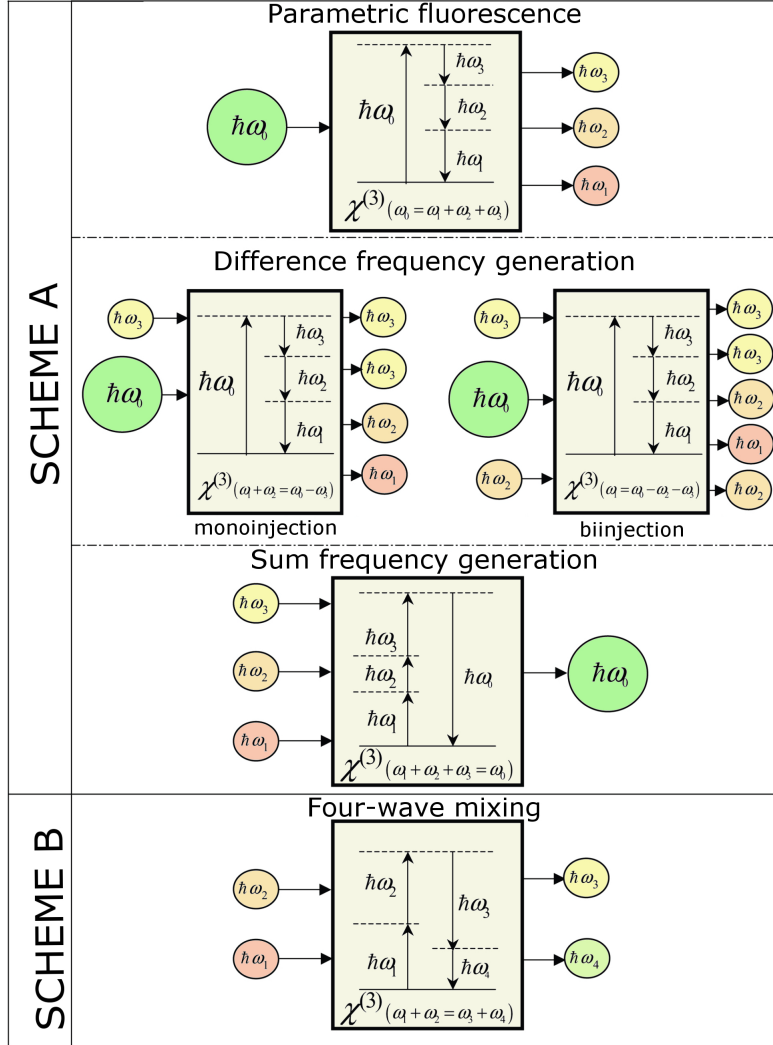 SCHEME A
Parametric fluorescence
ħω₀
ħω₀
ħω₃
ħω₂
ħω₁
χ⁽³⁾(ω₀ = ω₁ + ω₂ + ω₃)
ħω₃
ħω₂
ħω₁
Difference frequency generation
ħω₃
ħω₀
ħω₀
ħω₃
ħω₂
ħω₁
χ⁽³⁾(ω₁ + ω₂ = ω₀ − ω₃)
ħω₃
ħω₃
ħω₂
ħω₁
monoinjection
ħω₃
ħω₀
ħω₂
ħω₀
ħω₃
ħω₂
ħω₁
χ⁽³⁾(ω₁ = ω₀ − ω₂ − ω₃)
ħω₃
ħω₃
ħω₂
ħω₁
ħω₂
biinjection
Sum frequency generation
ħω₃
ħω₂
ħω₁
ħω₃
ħω₂
ħω₁
ħω₀
χ⁽³⁾(ω₁ + ω₂ + ω₃ = ω₀)
ħω₀
SCHEME B
Four-wave mixing
ħω₂
ħω₁
ħω₂
ħω₁
ħω₃
ħω₄
χ⁽³⁾(ω₁ + ω₂ = ω₃ + ω₄)
ħω₃
ħω₄